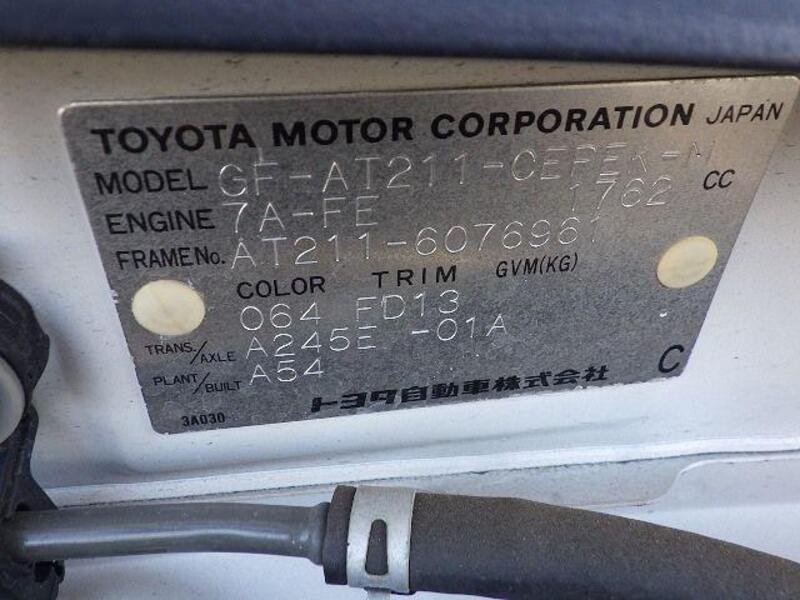 TOYOTA MOTOR CORPORATION JAPAN
MODEL GF-AT211-CEPEK-M
ENGINE 7A-FE 1762 CC
FRAME No. AT211-6076961
COLOR TRIM GVM(KG)
064 FD13
TRANS./AXLE A245E -01A
PLANT/BUILT A54 C
3A030 トヨタ自動車株式会社